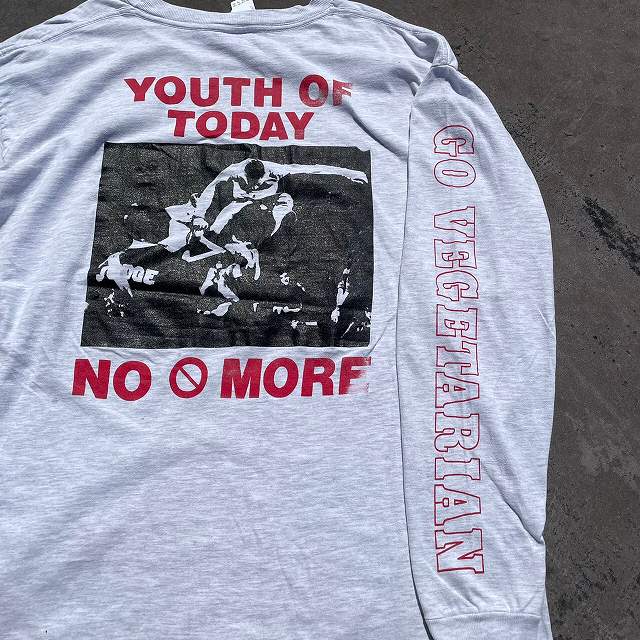 YOUTH OF
TODAY
NO MORE
GO VEGETARIAN